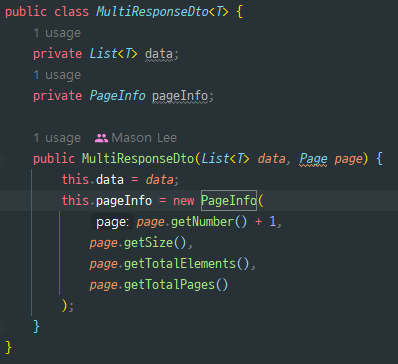 public class MultiResponseDto<T> {
1 usage
private List<T> data;
1 usage
private PageInfo pageInfo;
1 usage Mason Lee
public MultiResponseDto(List<T> data, Page page) {
this.data = data;
this.pageInfo = new PageInfo(
page: page.getNumber() + 1,
page.getSize(),
page.getTotalElements(),
page.getTotalPages()
);
}
}